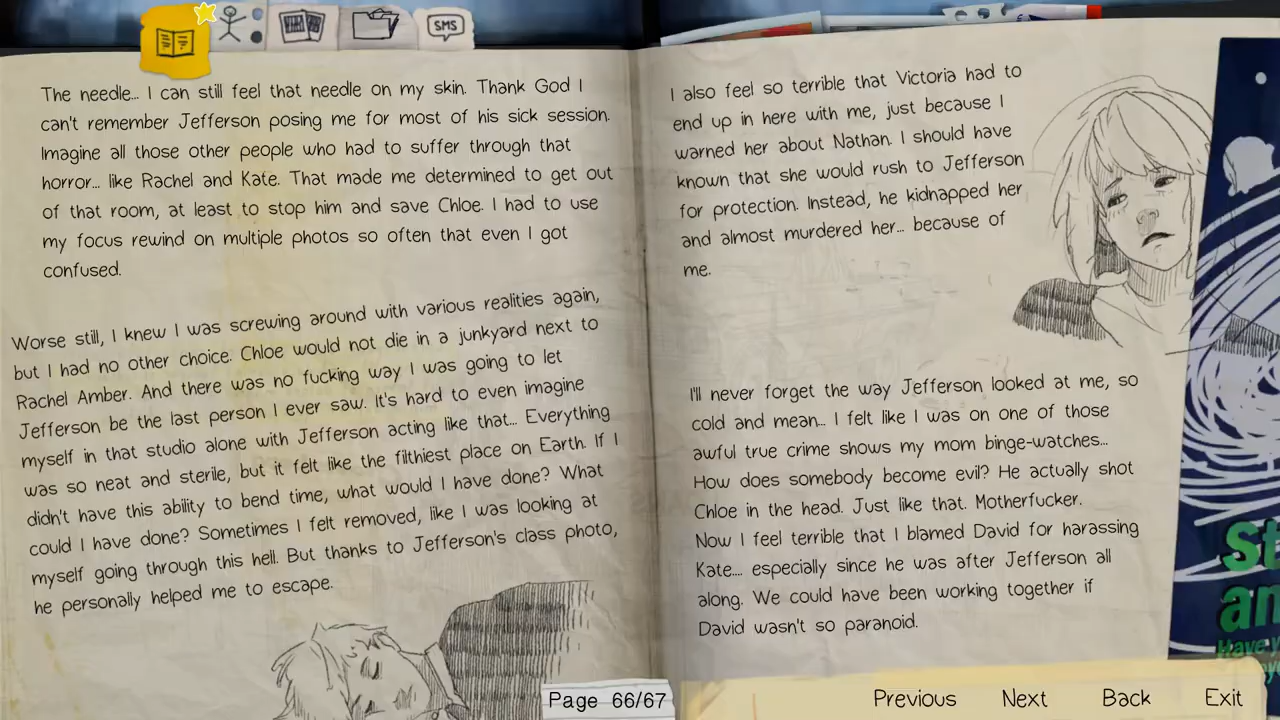 SMS
The needle... I can still feel that needle on my skin. Thank God I
can't remember Jefferson posing me for most of his sick session.
Imagine all those other people who had to suffer through that
horror... like Rachel and Kate. That made me determined to get out
of that room, at least to stop him and save Chloe. I had to use
my focus rewind on multiple photos so often that even I got
confused.
Worse still, I knew I was screwing around with various realities again,
but I had no other choice. Chloe would not die in a junkyard next to
Rachel Amber. And there was no fucking way I was going to let
Jefferson be the last person I ever saw. It's hard to even imagine
myself in that studio alone with Jefferson acting like that... Everything
was so neat and sterile, but it felt like the filthiest place on Earth. If I
didn't have this ability to bend time, what would I have done? What
could I have done? Sometimes I felt removed, like I was looking at
myself going through this hell. But thanks to Jefferson's class photo,
he personally helped me to escape.
I also feel so terrible that Victoria had to
end up in here with me, just because I
warned her about Nathan. I should have
known that she would rush to Jefferson
for protection. Instead, he kidnapped her
and almost murdered her... because of
me.
I'll never forget the way Jefferson looked at me, so
cold and mean... I felt like I was on one of those
awful true crime shows my mom binge-watches...
How does somebody become evil? He actually shot
Chloe in the head. Just like that. Motherfucker.
Now I feel terrible that I blamed David for harassing
Kate.... especially since he was after Jefferson all
along. We could have been working together if
David wasn't so paranoid.
Page 66/67
Previous Next Back Exit